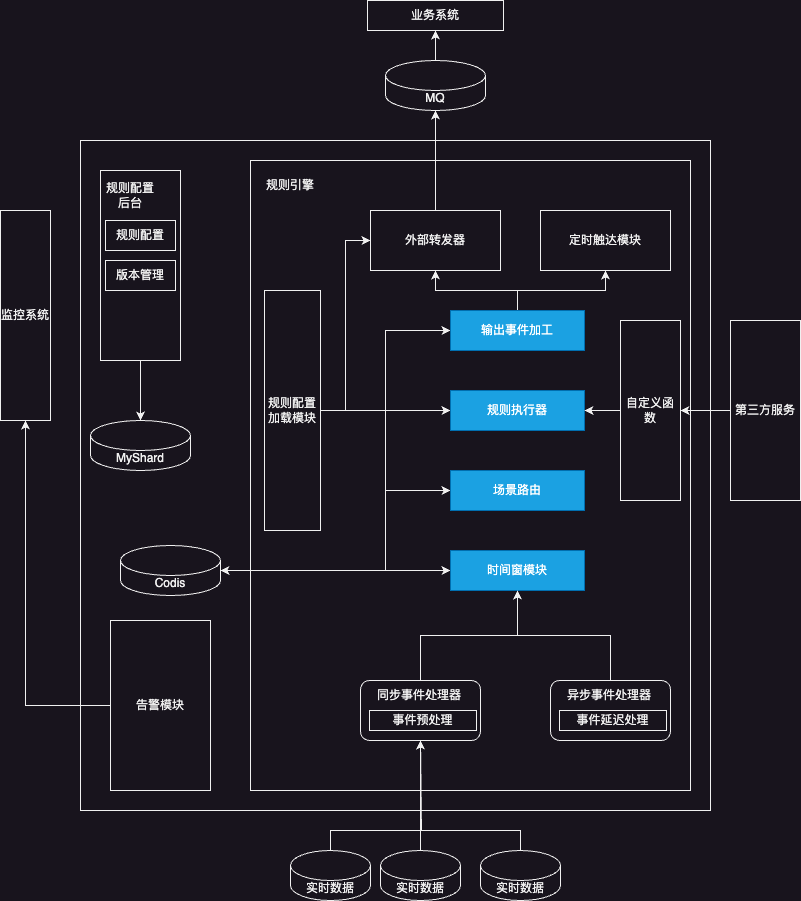 业务系统
MQ
规则配置
后台
规则配置
版本管理
规则引擎
外部转发器
定时触达模块
监控系统
输出事件加工
规则配置
加载模块
规则执行器
自定义函
数
第三方服务
MyShard
场景路由
时间窗模块
Codis
告警模块
同步事件处理器
事件预处理
异步事件处理器
事件延迟处理
实时数据
实时数据
实时数据